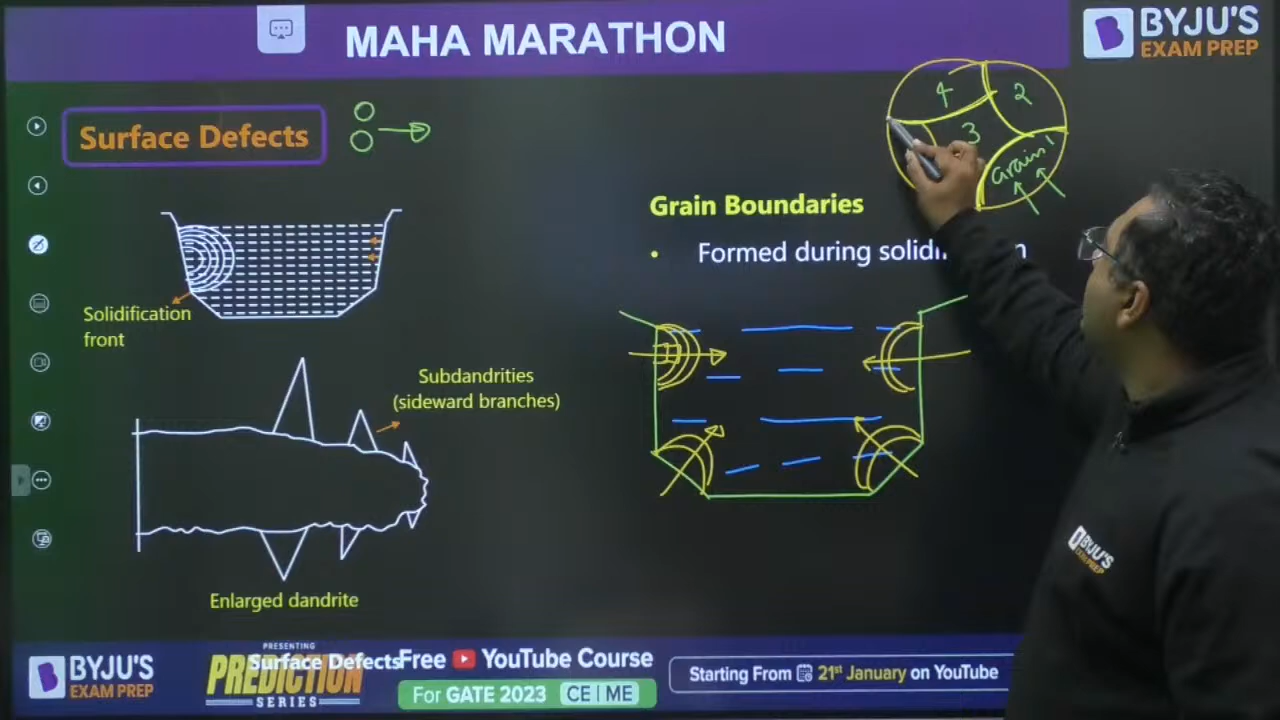 MAHA MARATHON
BYJU'S
EXAM PREP
Surface Defects
4
2
3
Grain 1
Grain Boundaries
• Formed during solidi
Solidification
front
Subdandrities
(sideward branches)
Enlarged dandrite
BYJU'S
EXAM PREP
BYJU'S
EXAM PREP
PRESENTING
PREDICTION
SERIES
Surface Defects
Free YouTube Course
For GATE 2023 CE | ME
Starting From 21st January on YouTube